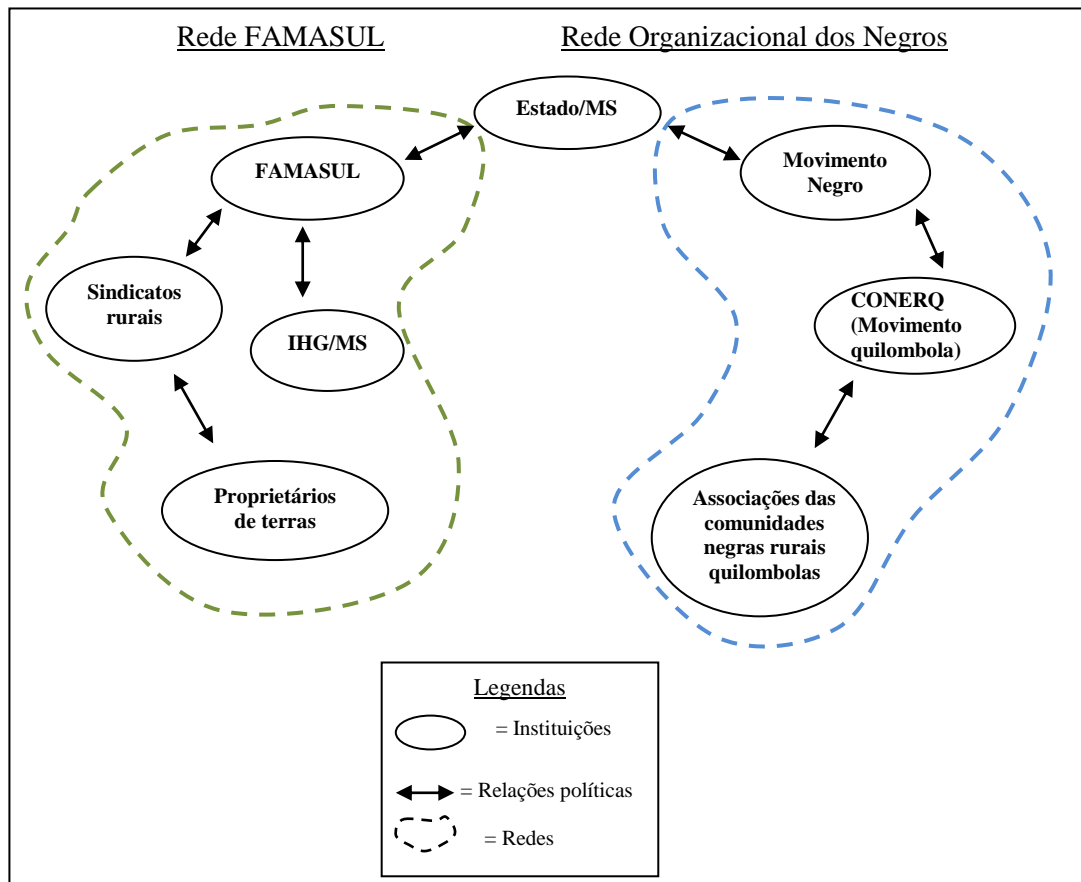 Rede FAMASUL
Rede Organizacional dos Negros
Estado/MS
FAMASUL
Movimento
Negro
Sindicatos
rurais
IHG/MS
CONERQ
(Movimento
quilombola)
Proprietários
de terras
Associações das
comunidades
negras rurais
quilombolas
Legendas
= Instituições
= Relações políticas
= Redes